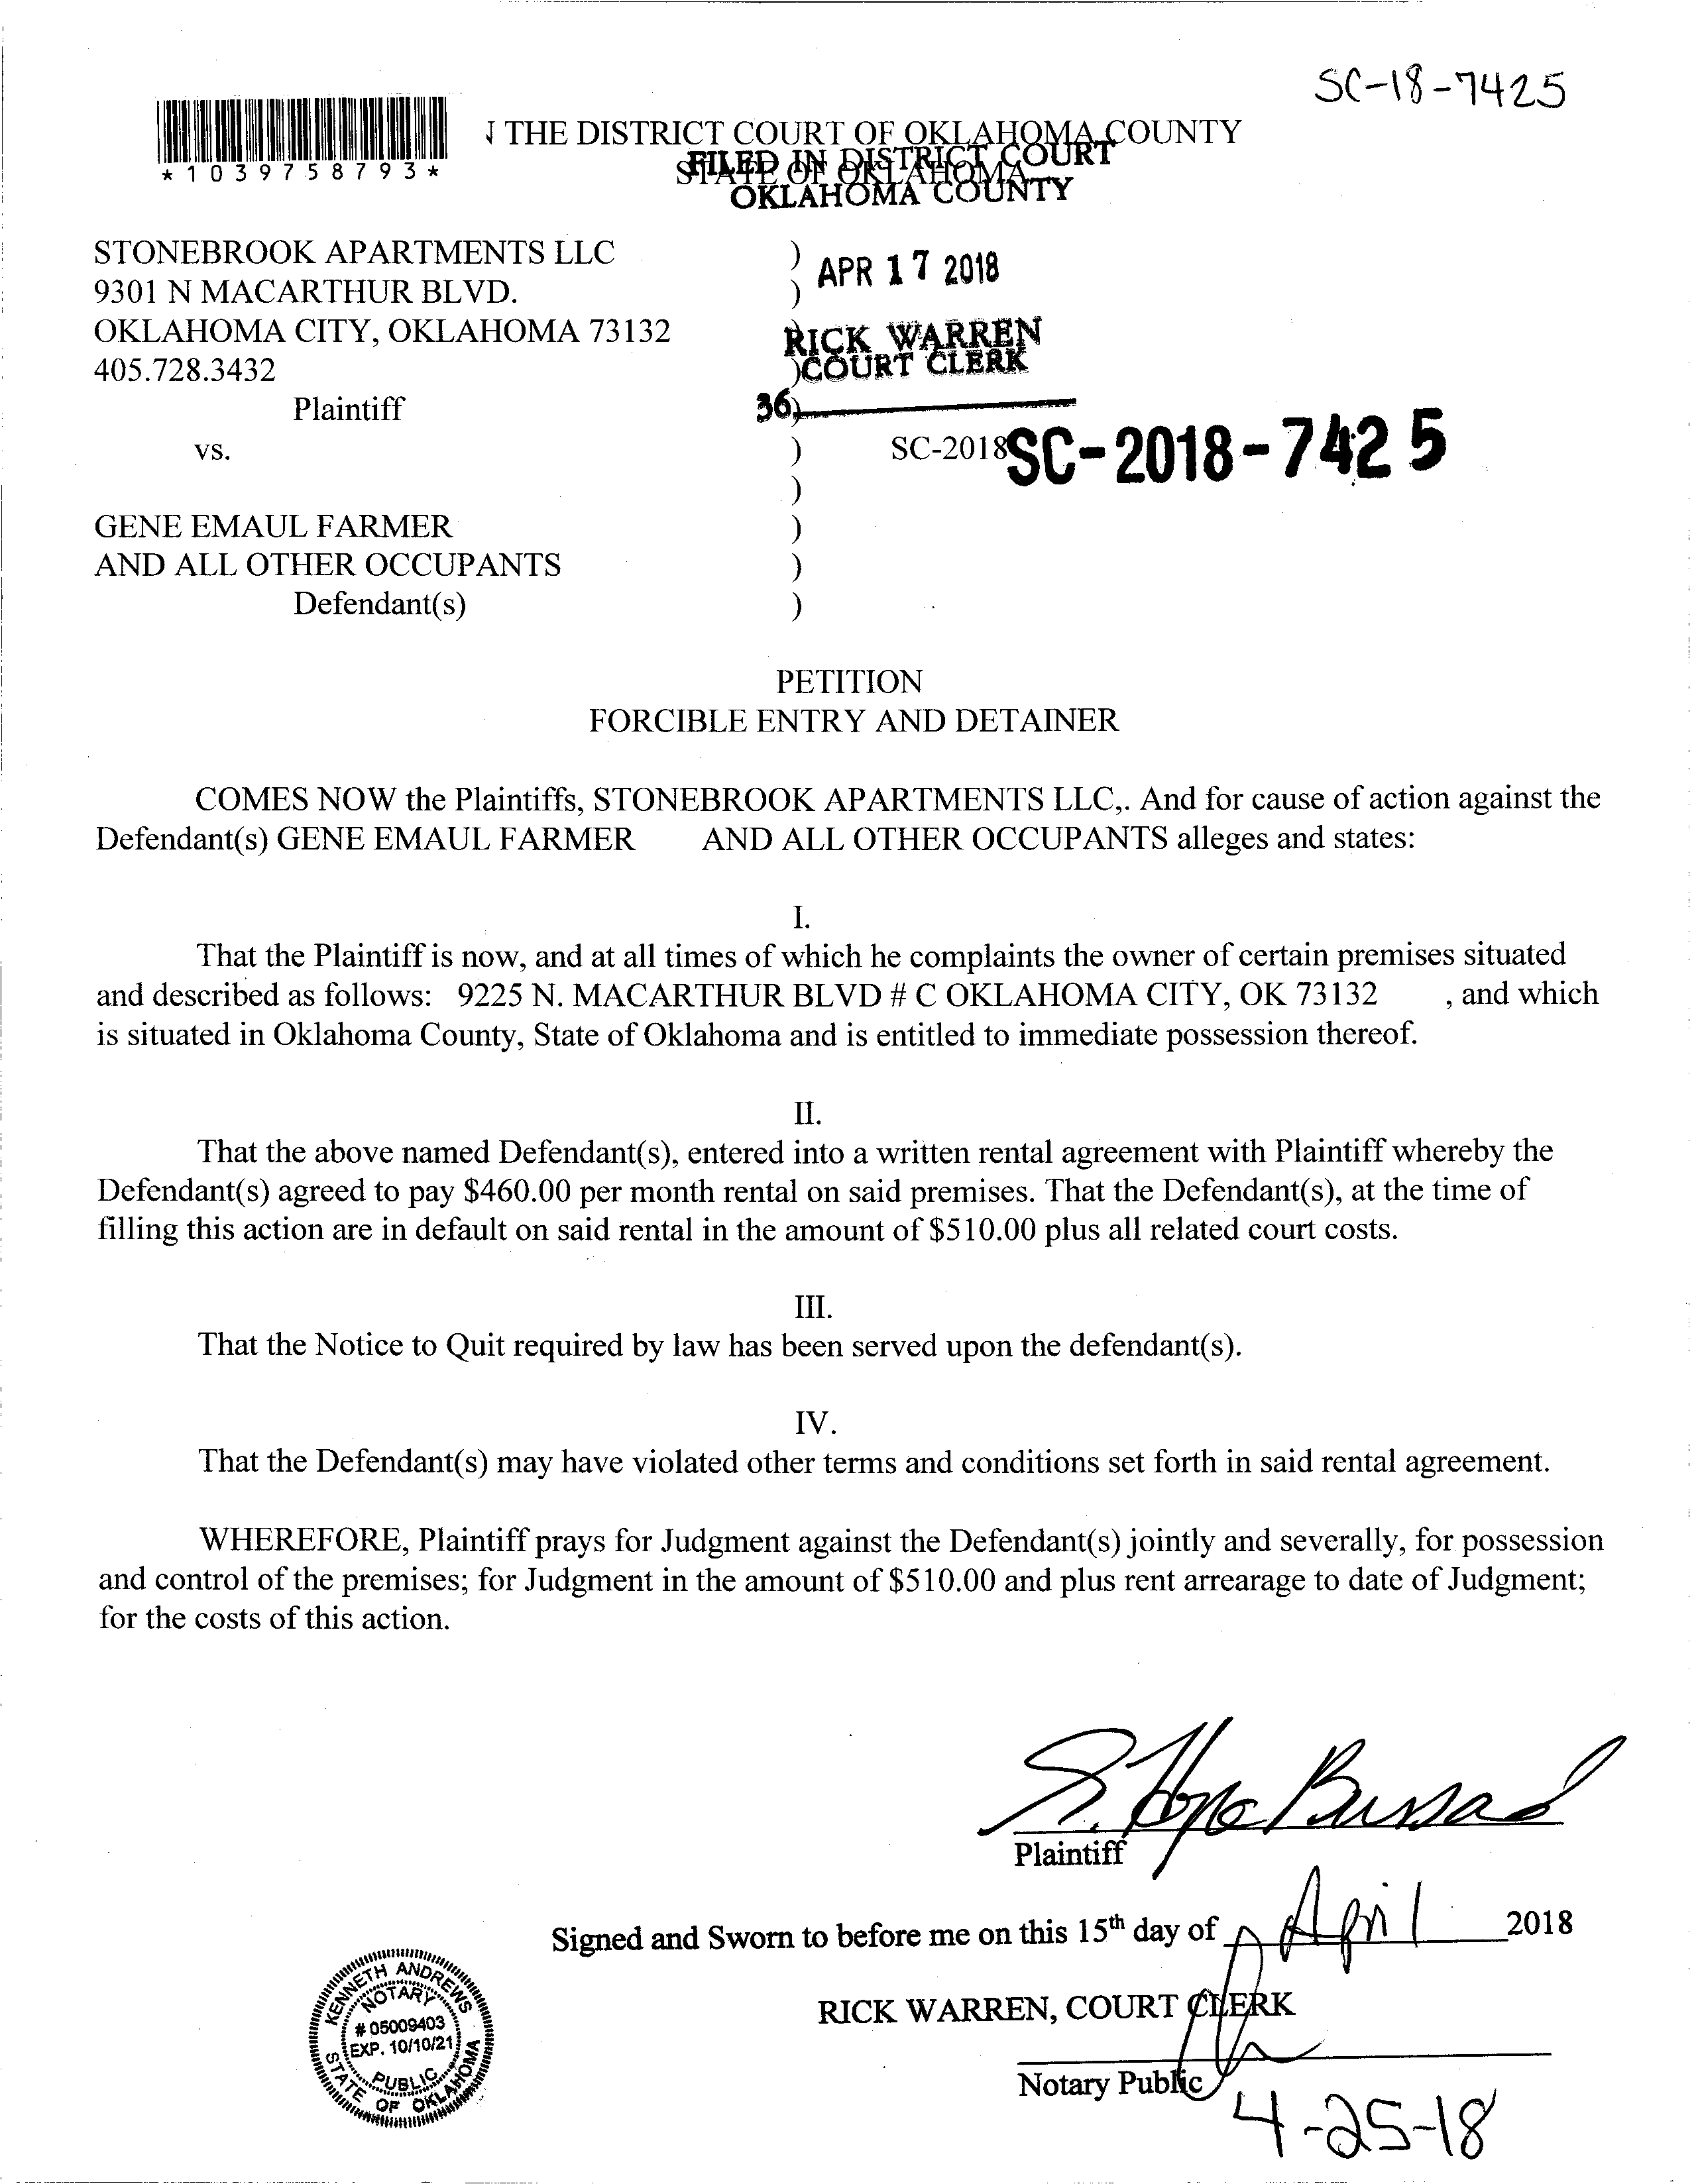 SC-18-7425
*1039758793*
THE DISTRICT COURT OF OKLAHOMA COUNTY
STATE OF OKLAHOMA
FILED IN DISTRICT COURT
OKLAHOMA COUNTY
STONEBROOK APARTMENTS LLC )
9301 N MACARTHUR BLVD. )
APR 17 2018
OKLAHOMA CITY, OKLAHOMA 73132
RICK WARREN
405.728.3432 )
COURT CLERK
Plaintiff )
36
vs. ) SC-2018
SC-2018-7425
)
GENE EMAUL FARMER )
AND ALL OTHER OCCUPANTS )
Defendant(s) )
PETITION
FORCIBLE ENTRY AND DETAINER
COMES NOW the Plaintiffs, STONEBROOK APARTMENTS LLC,. And for cause of action against the
Defendant(s) GENE EMAUL FARMER AND ALL OTHER OCCUPANTS alleges and states:
I.
That the Plaintiff is now, and at all times of which he complaints the owner of certain premises situated
and described as follows: 9225 N. MACARTHUR BLVD # C OKLAHOMA CITY, OK 73132 , and which
is situated in Oklahoma County, State of Oklahoma and is entitled to immediate possession thereof.
II.
That the above named Defendant(s), entered into a written rental agreement with Plaintiff whereby the
Defendant(s) agreed to pay $460.00 per month rental on said premises. That the Defendant(s), at the time of
filling this action are in default on said rental in the amount of $510.00 plus all related court costs.
III.
That the Notice to Quit required by law has been served upon the defendant(s).
IV.
That the Defendant(s) may have violated other terms and conditions set forth in said rental agreement.
WHEREFORE, Plaintiff prays for Judgment against the Defendant(s) jointly and severally, for possession
and control of the premises; for Judgment in the amount of $510.00 and plus rent arrearage to date of Judgment;
for the costs of this action.
Plaintiff
Signed and Sworn to before me on this 15th day of April 2018
RICK WARREN, COURT CLERK
Notary Public
4-25-18
KENNETH ANDREWS
NOTARY
# 05009403
EXP. 10/10/21
PUBLIC
STATE OF OKLAHOMA